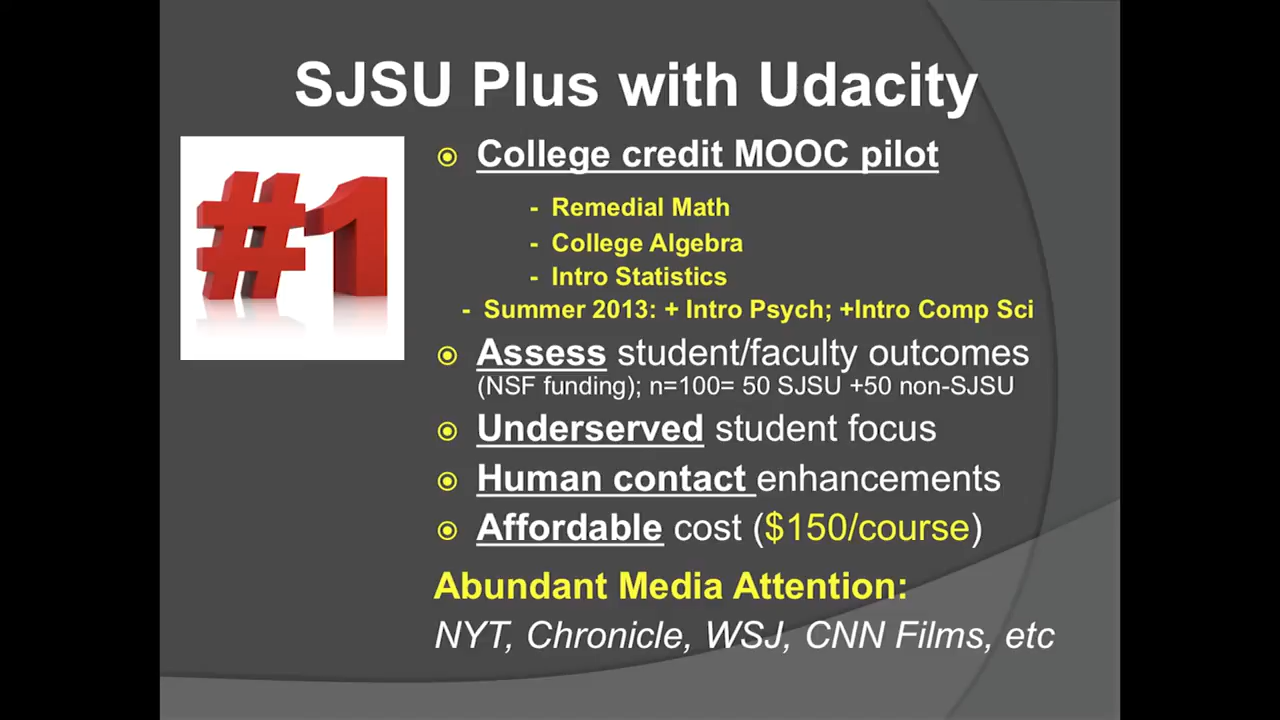 SJSU Plus with Udacity
#1
College credit MOOC pilot
- Remedial Math
- College Algebra
- Intro Statistics
- Summer 2013: + Intro Psych; +Intro Comp Sci
Assess student/faculty outcomes
(NSF funding); n=100= 50 SJSU +50 non-SJSU
Underserved student focus
Human contact enhancements
Affordable cost ($150/course)
Abundant Media Attention:
NYT, Chronicle, WSJ, CNN Films, etc